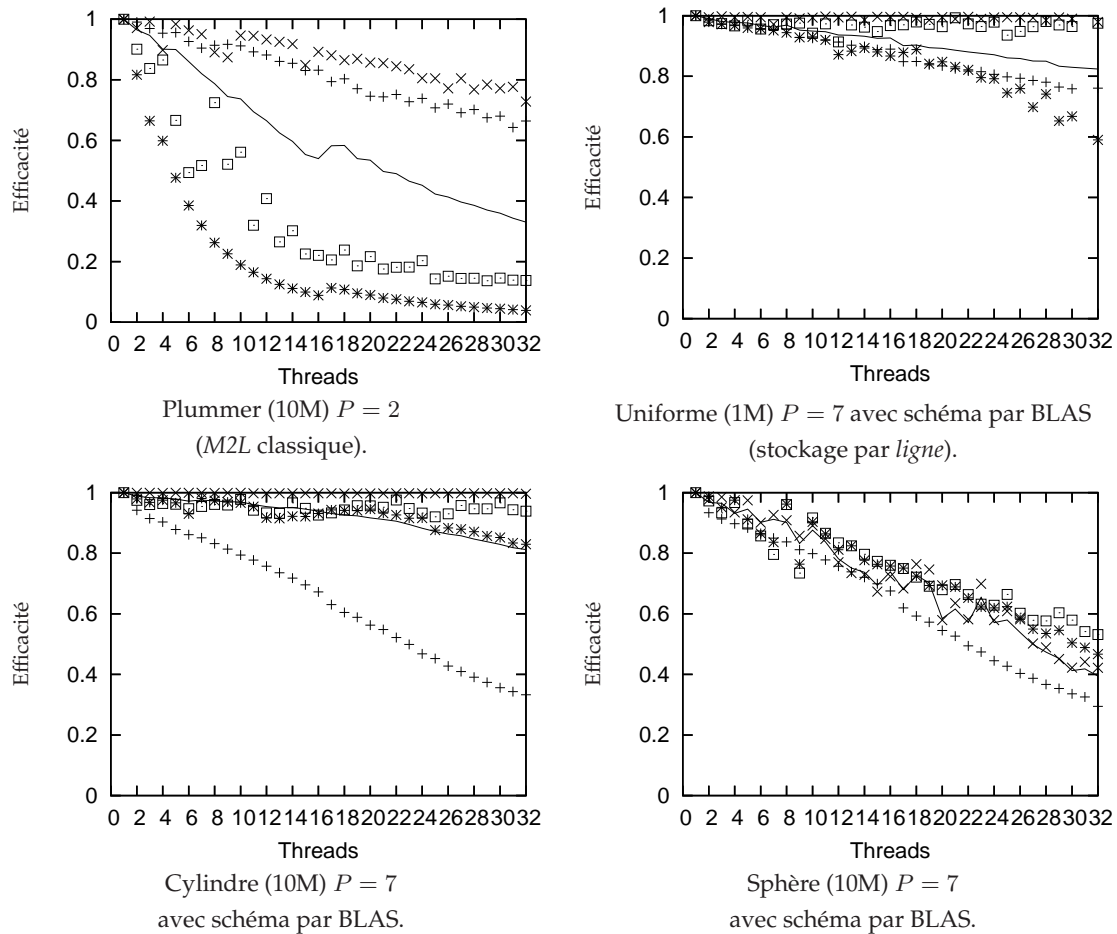 1
0.8
0.6
0.4
0.2
0
Efficacité
0 2 4 6 8 10 12 14 16 18 20 22 24 26 28 30 32
Threads
Plummer (10M) P = 2
(M2L classique).
1
0.8
0.6
0.4
0.2
0
Efficacité
0 2 4 6 8 10 12 14 16 18 20 22 24 26 28 30 32
Threads
Uniforme (1M) P = 7 avec schéma par BLAS
(stockage par ligne).
1
0.8
0.6
0.4
0.2
0
Efficacité
0 2 4 6 8 10 12 14 16 18 20 22 24 26 28 30 32
Threads
Cylindre (10M) P = 7
avec schéma par BLAS.
1
0.8
0.6
0.4
0.2
0
Efficacité
0 2 4 6 8 10 12 14 16 18 20 22 24 26 28 30 32
Threads
Sphère (10M) P = 7
avec schéma par BLAS.